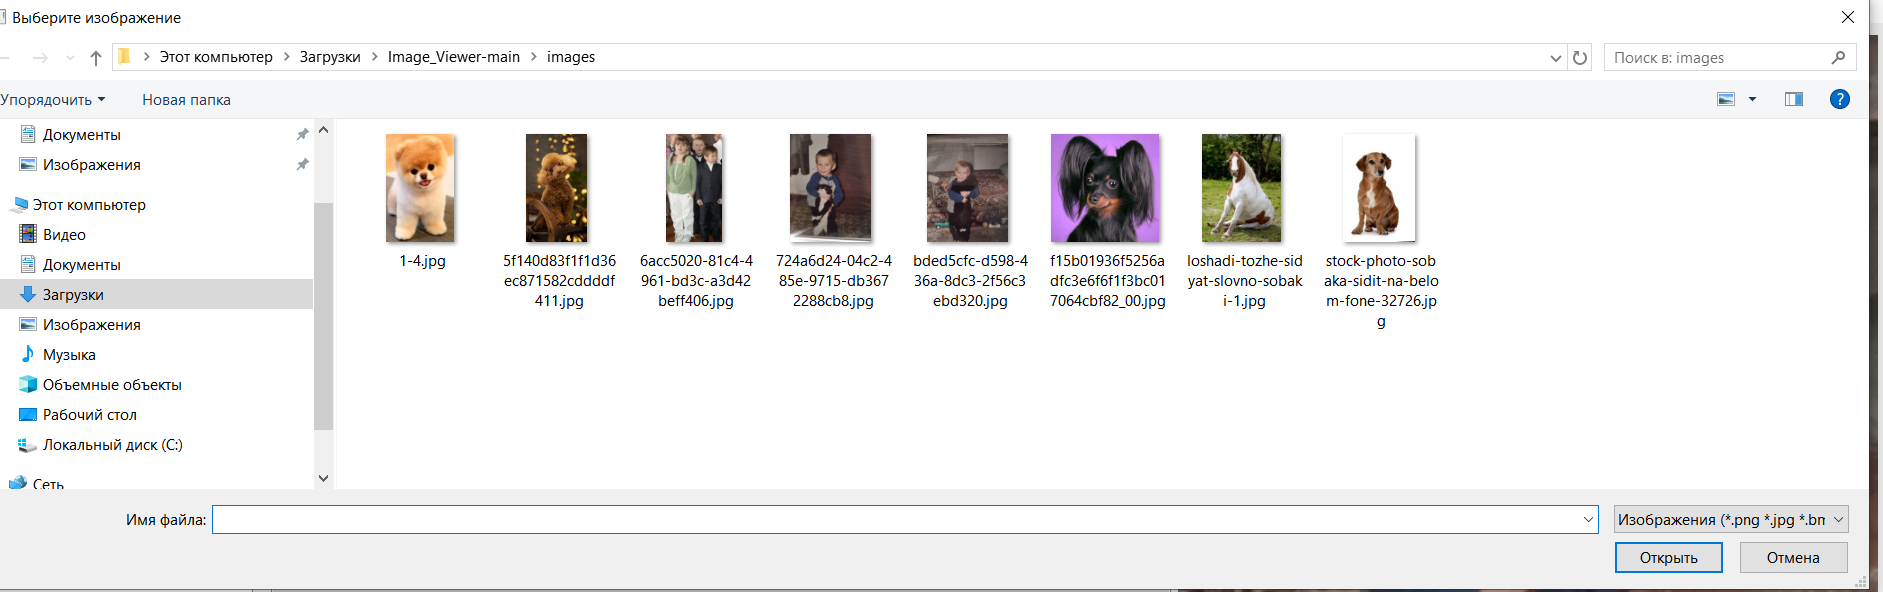 Выберите изображение
Этот компьютер
Загрузки
Image_Viewer-main
images
Поиск в: images
Упорядочить
Новая папка
Документы
Изображения
Этот компьютер
Видео
Документы
Загрузки
Изображения
Музыка
Объемные объекты
Рабочий стол
Локальный диск (C:)
Сеть
1-4.jpg
5f140d83f1f1d36
ec871582cddddf
411.jpg
6acc5020-81c4-4
961-bd3c-a3d42
beff406.jpg
724a6d24-04c2-4
85e-9715-db367
2288cb8.jpg
bded5cfc-d598-4
36a-8dc3-2f56c3
ebd320.jpg
f15b01936f5256a
dfc3e6f6f1f3bc01
7064cbf82_00.jpg
loshadi-tozhe-sid
yat-slovno-sobak
i-1.jpg
stock-photo-sob
aka-sidit-na-belo
m-fone-32726.jp
g
Имя файла:
Изображения (*.png *.jpg *.bm
Открыть
Отмена